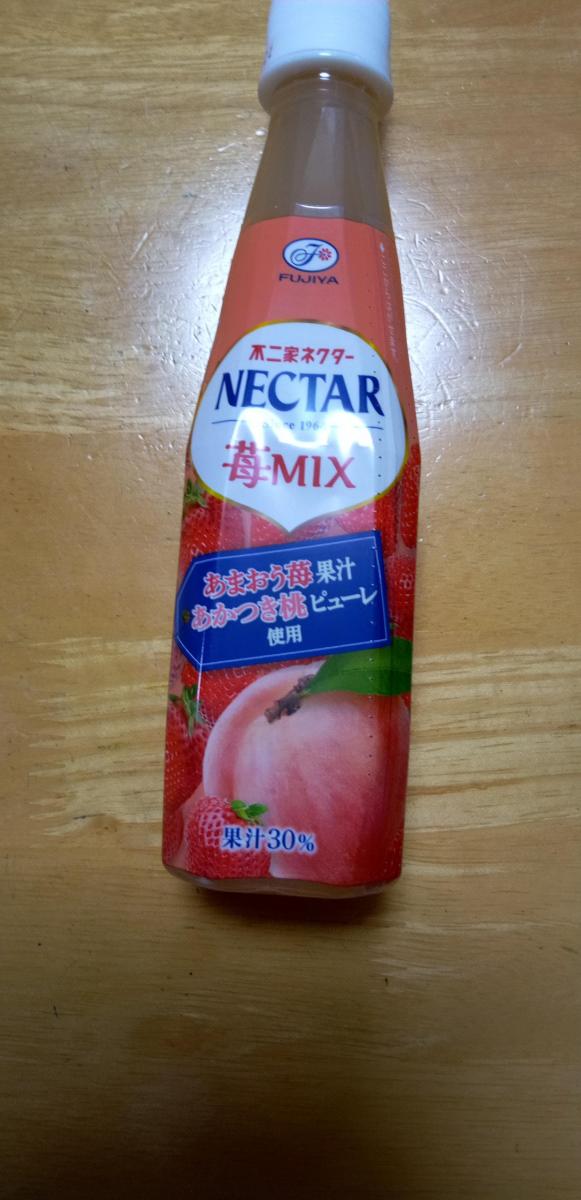 FUJIYA
不二家ネクター
NECTAR
苺MIX
あまおう苺果汁
あかつき桃ピューレ
使用
果汁30%